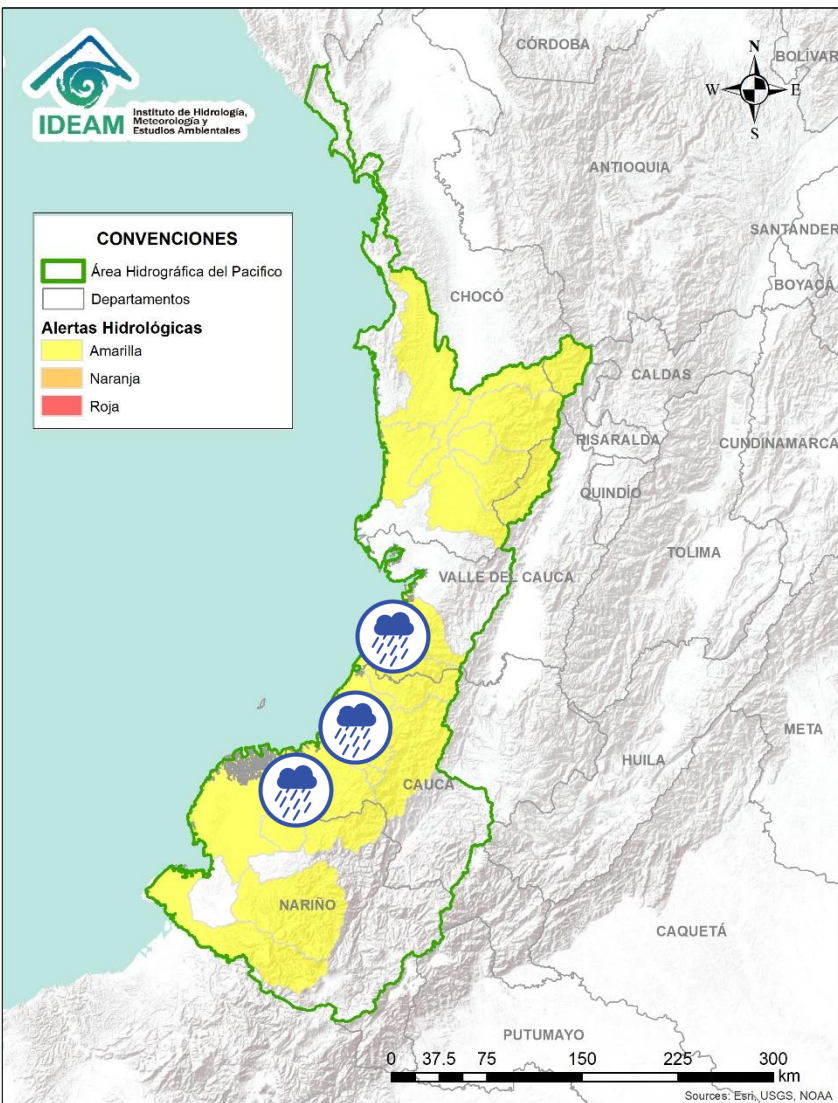 IDEAM
Instituto de Hidrología,
Meteorología y
Estudios Ambientales
CÓRDOBA
BOLÍVAR
N
W
E
S
ANTIOQUIA
SANTANDER
BOYACÁ
CONVENCIONES
Área Hidrográfica del Pacifico
Departamentos
Alertas Hidrológicas
Amarilla
Naranja
Roja
CHOCÓ
CALDAS
RISARALDA
CUNDINAMARCA
QUINDÍO
TOLIMA
VALLE DEL CAUCA
META
HUILA
CAUCA
NARIÑO
CAQUETÁ
PUTUMAYO
0 37.5 75 150 225 300
km
Sources: Esri, USGS, NOAA